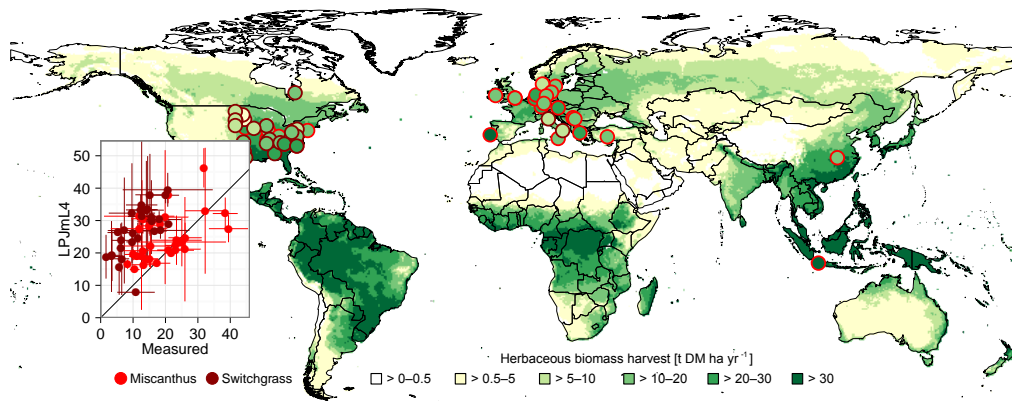 50
40
30
20
10
0
LPJmL4
0 10 20 30 40
Measured
Herbaceous biomass harvest [t DM ha yr⁻¹]
Miscanthus Switchgrass > 0–0.5 > 0.5–5 > 5–10 > 10–20 > 20–30 > 30